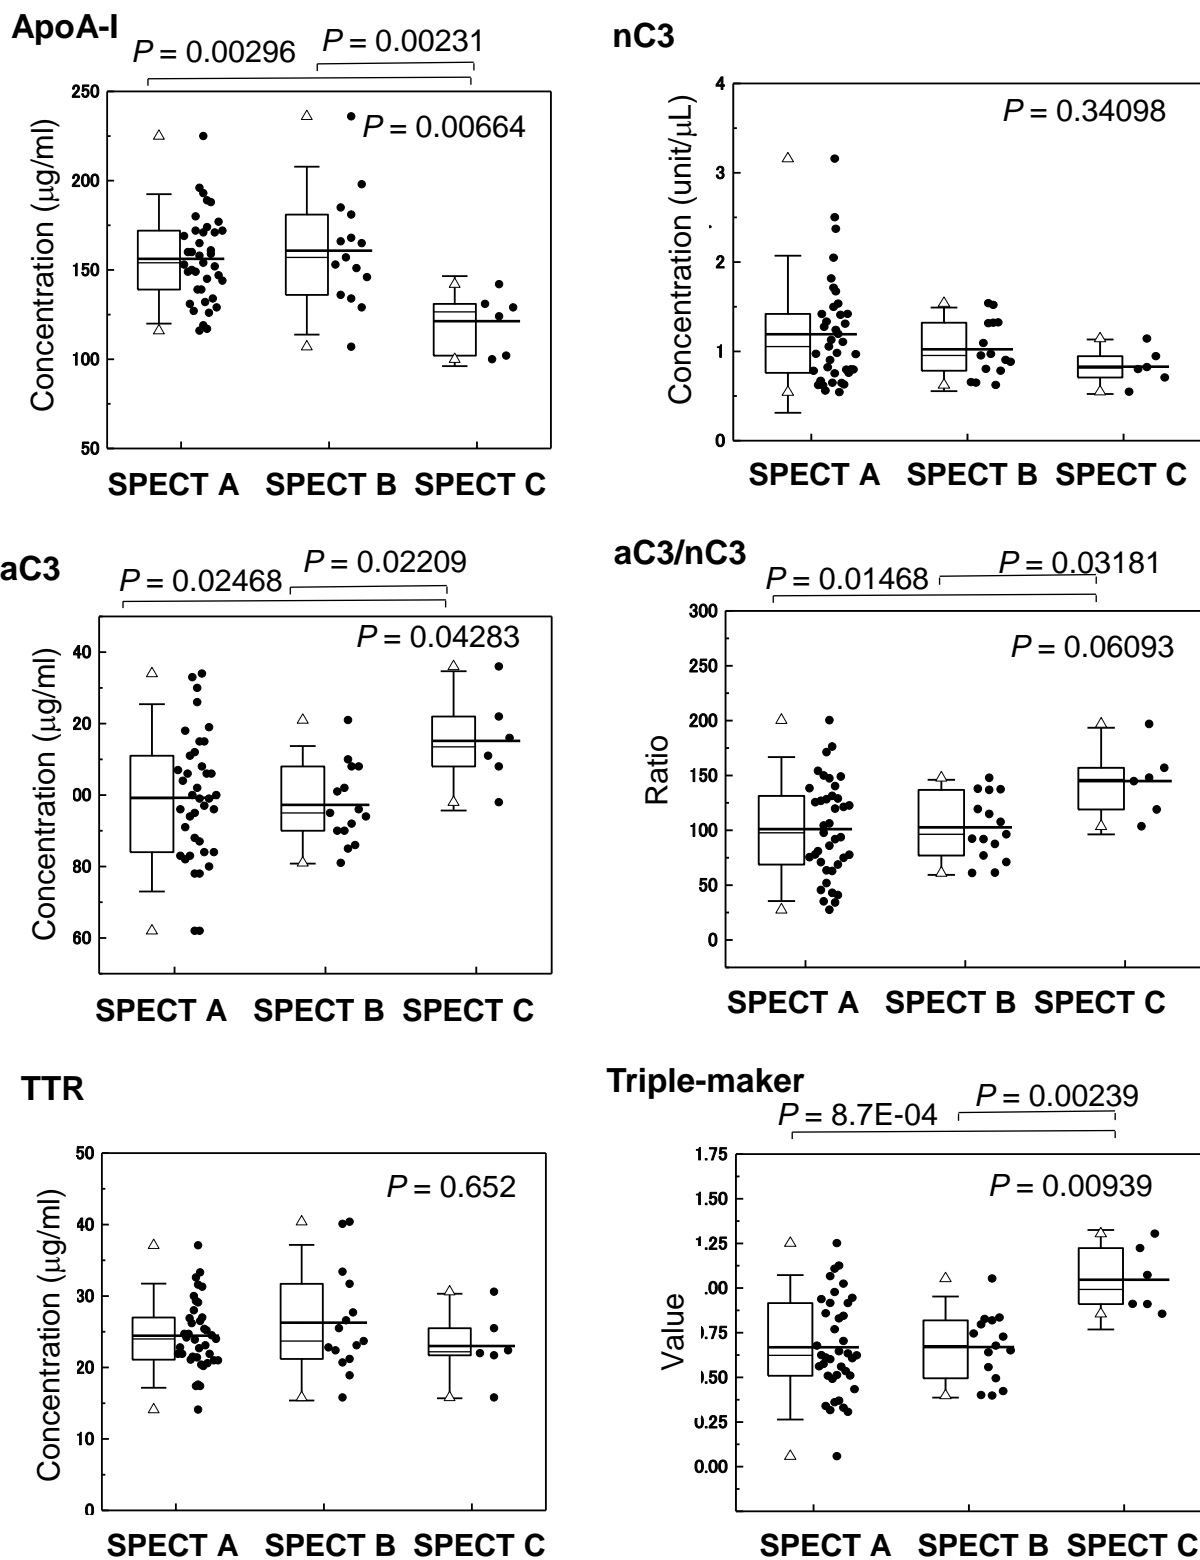 ApoA-I
P = 0.00296
P = 0.00231
P = 0.00664
Concentration (µg/ml)
250
200
150
100
50
SPECT A SPECT B SPECT C
nC3
P = 0.34098
Concentration (unit/µL)
4
3
2
1
0
SPECT A SPECT B SPECT C
aC3
P = 0.02468
P = 0.02209
P = 0.04283
Concentration (µg/ml)
40
20
00
80
60
SPECT A SPECT B SPECT C
aC3/nC3
P = 0.01468
P = 0.03181
P = 0.06093
Ratio
300
250
200
150
100
50
0
SPECT A SPECT B SPECT C
TTR
P = 0.652
Concentration (µg/ml)
50
40
30
20
10
0
SPECT A SPECT B SPECT C
Triple-maker
P = 8.7E-04
P = 0.00239
P = 0.00939
Value
1.75
1.50
1.25
.00
0.75
0.50
0.25
0.00
SPECT A SPECT B SPECT C